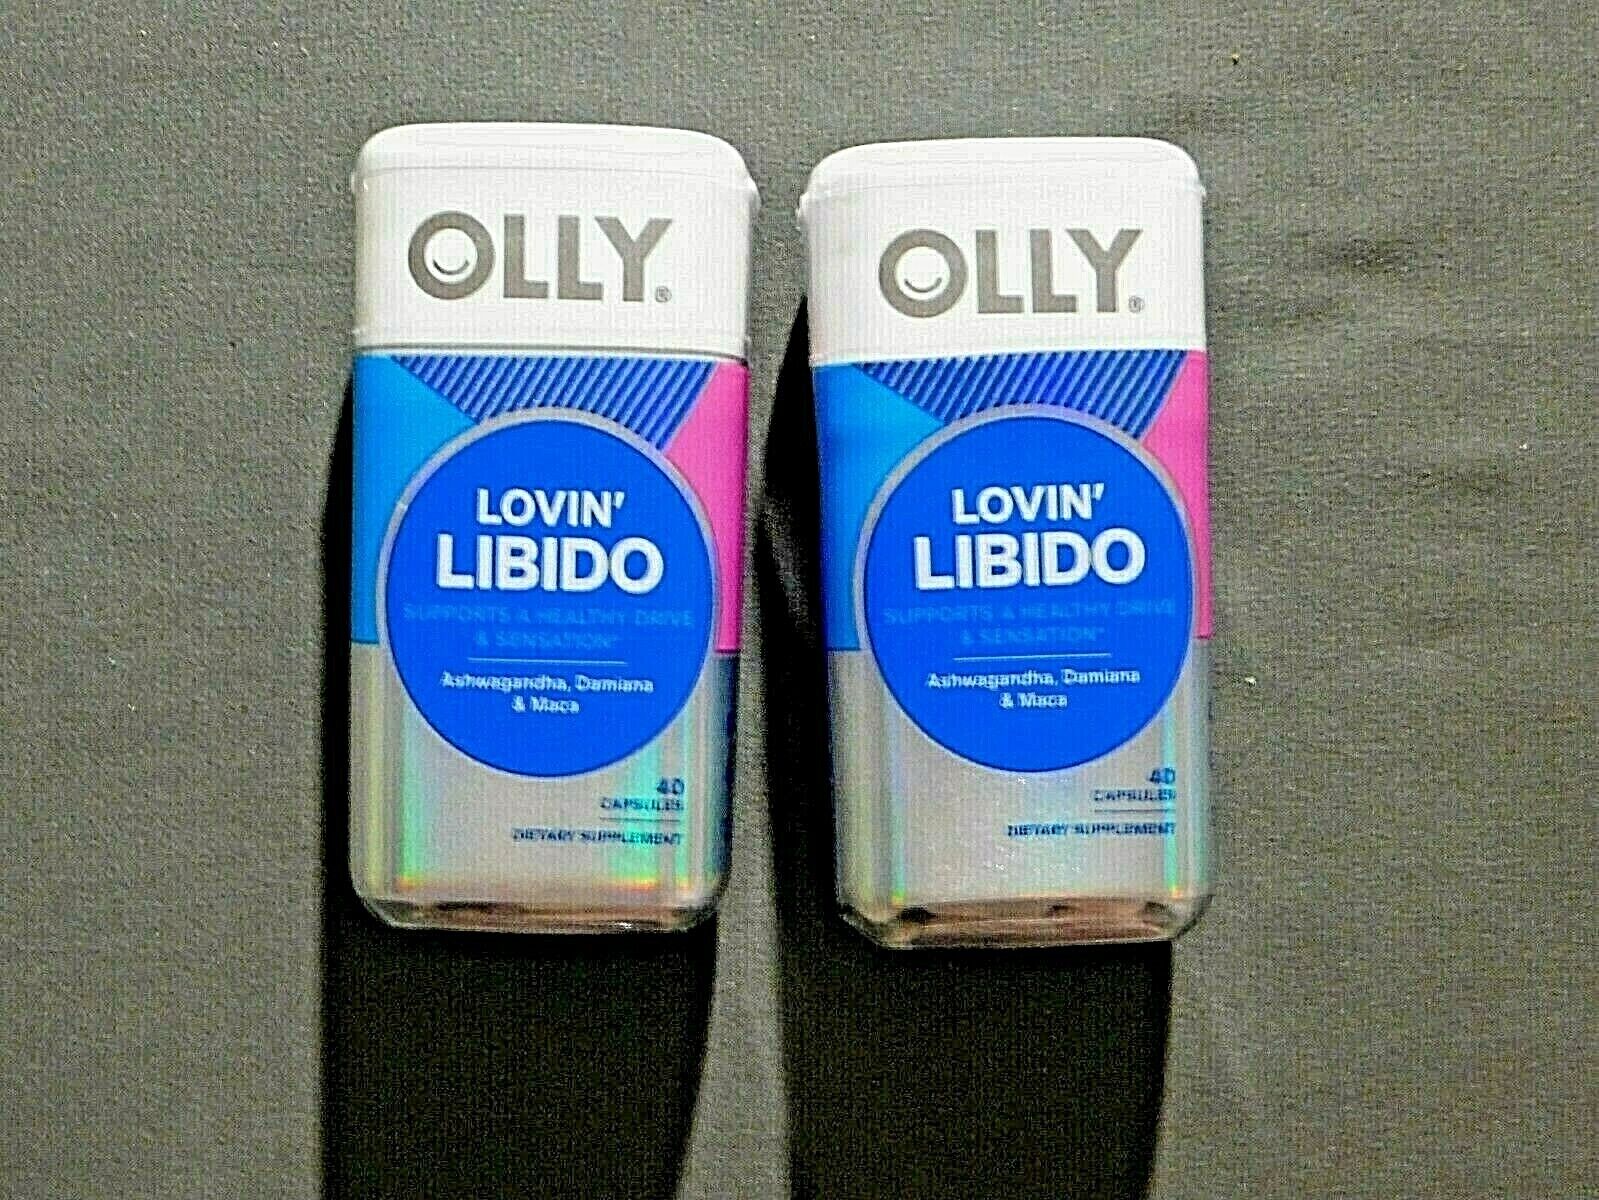 OLLY®
LOVIN'
LIBIDO
SUPPORTS A HEALTHY DRIVE
& SENSATION*
Ashwagandha, Damiana
& Maca
40
CAPSULES
DIETARY SUPPLEMENT
OLLY®
LOVIN'
LIBIDO
SUPPORTS A HEALTHY DRIVE
& SENSATION*
Ashwagandha, Damiana
& Maca
40
CAPSULES
DIETARY SUPPLEMENT